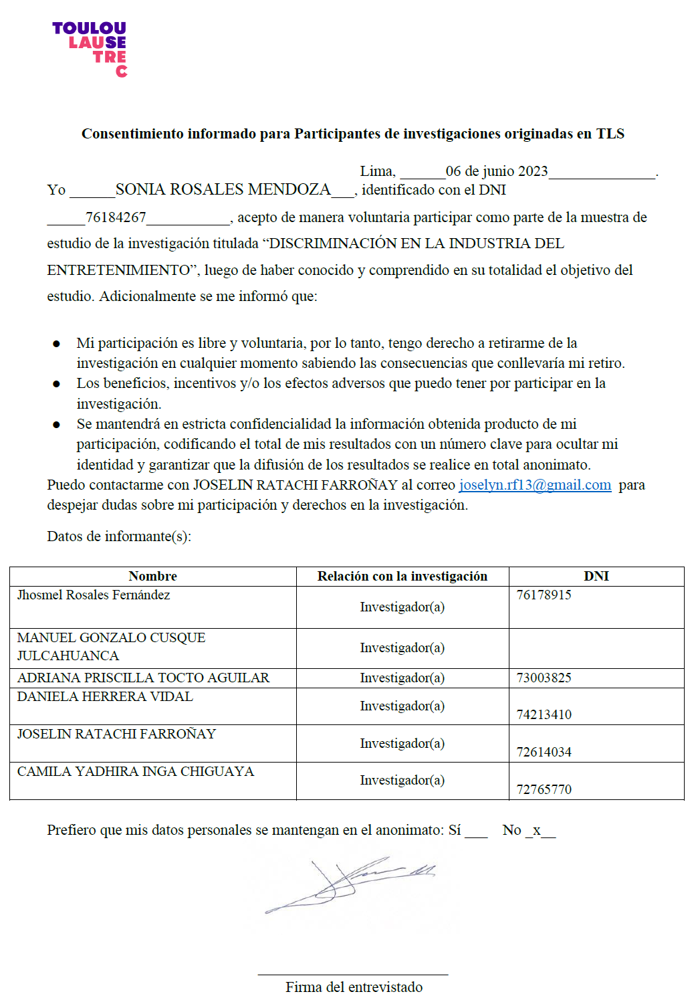 TOULOU
LAUSE
TRE
C
Consentimiento informado para Participantes de investigaciones originadas en TLS
Lima, ______06 de junio 2023______________.
Yo ______SONIA ROSALES MENDOZA___, identificado con el DNI
_____76184267___________, acepto de manera voluntaria participar como parte de la muestra de
estudio de la investigación titulada “DISCRIMINACIÓN EN LA INDUSTRIA DEL
ENTRETENIMIENTO”, luego de haber conocido y comprendido en su totalidad el objetivo del
estudio. Adicionalmente se me informó que:
● Mi participación es libre y voluntaria, por lo tanto, tengo derecho a retirarme de la
investigación en cualquier momento sabiendo las consecuencias que conllevaría mi retiro.
● Los beneficios, incentivos y/o los efectos adversos que puedo tener por participar en la
investigación.
● Se mantendrá en estricta confidencialidad la información obtenida producto de mi
participación, codificando el total de mis resultados con un número clave para ocultar mi
identidad y garantizar que la difusión de los resultados se realice en total anonimato.
Puedo contactarme con JOSELIN RATACHI FARROÑAY al correo joselyn.rf13@gmail.com para
despejar dudas sobre mi participación y derechos en la investigación.
Datos de informante(s):
Nombre Relación con la investigación DNI
Jhosmel Rosales Fernández Investigador(a) 76178915
MANUEL GONZALO CUSQUE
JULCAHUANCA Investigador(a)
ADRIANA PRISCILLA TOCTO AGUILAR Investigador(a) 73003825
DANIELA HERRERA VIDAL Investigador(a) 74213410
JOSELIN RATACHI FARROÑAY Investigador(a) 72614034
CAMILA YADHIRA INGA CHIGUAYA Investigador(a) 72765770
Prefiero que mis datos personales se mantengan en el anonimato: Sí ___ No _x__
Firma del entrevistado